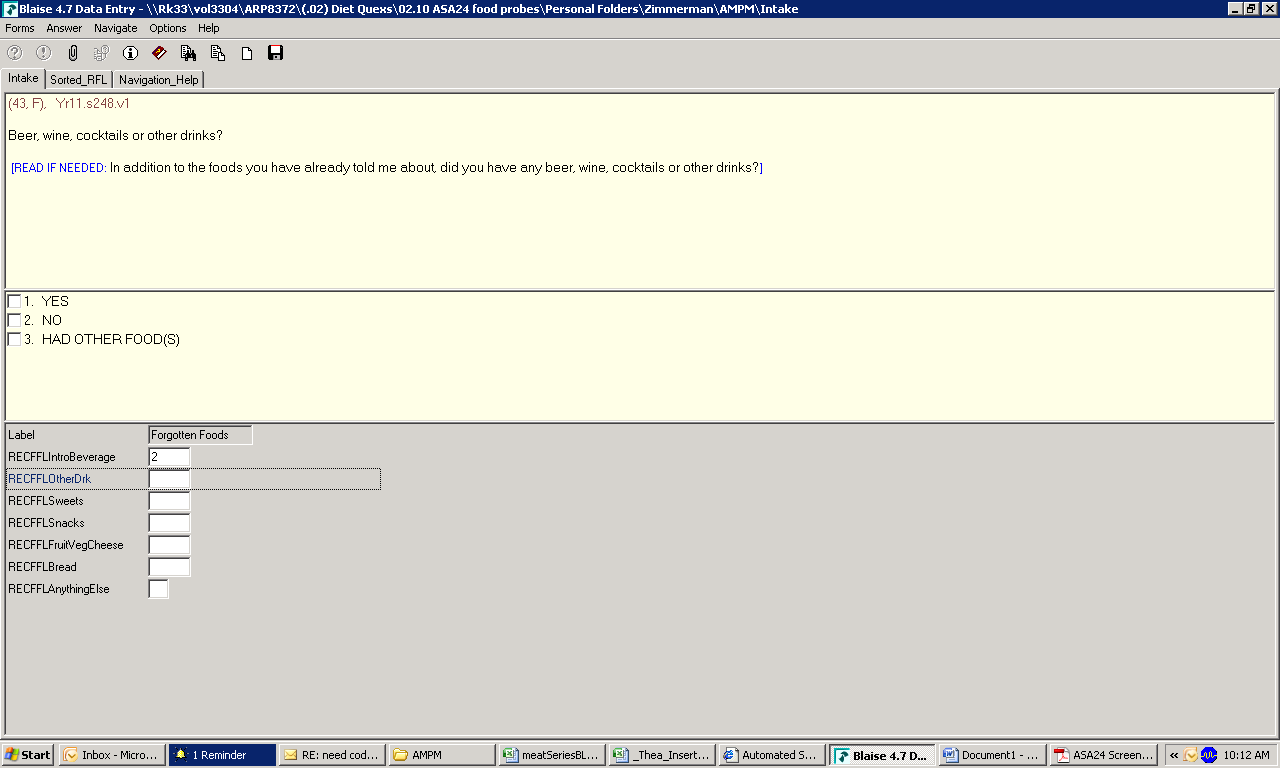 Blaise 4.7 Data Entry - \\Rk33\vol3304\ARP8372\(.02) Diet Quexs\02.10 ASA24 food probes\Personal Folders\Zimmerman\AMPM\Intake
Forms Answer Navigate Options Help
Intake Sorted_RFL Navigation_Help
(43, F), Yr11.s248.v1
Beer, wine, cocktails or other drinks?
[READ IF NEEDED: In addition to the foods you have already told me about, did you have any beer, wine, cocktails or other drinks?]
1. YES
2. NO
3. HAD OTHER FOOD(S)
Label Forgotten Foods
RECFFLIntroBeverage 2
RECFFLOtherDrk
RECFFLSweets
RECFFLSnacks
RECFFLFruitVegCheese
RECFFLBread
RECFFLAnythingElse
Start Inbox - Micro... 1 Reminder RE: need cod... AMPM meatSeriesBL... _Thea_Insert... Automated S... Blaise 4.7 D... Document1 - ... ASA24 Screen... « 10:12 AM